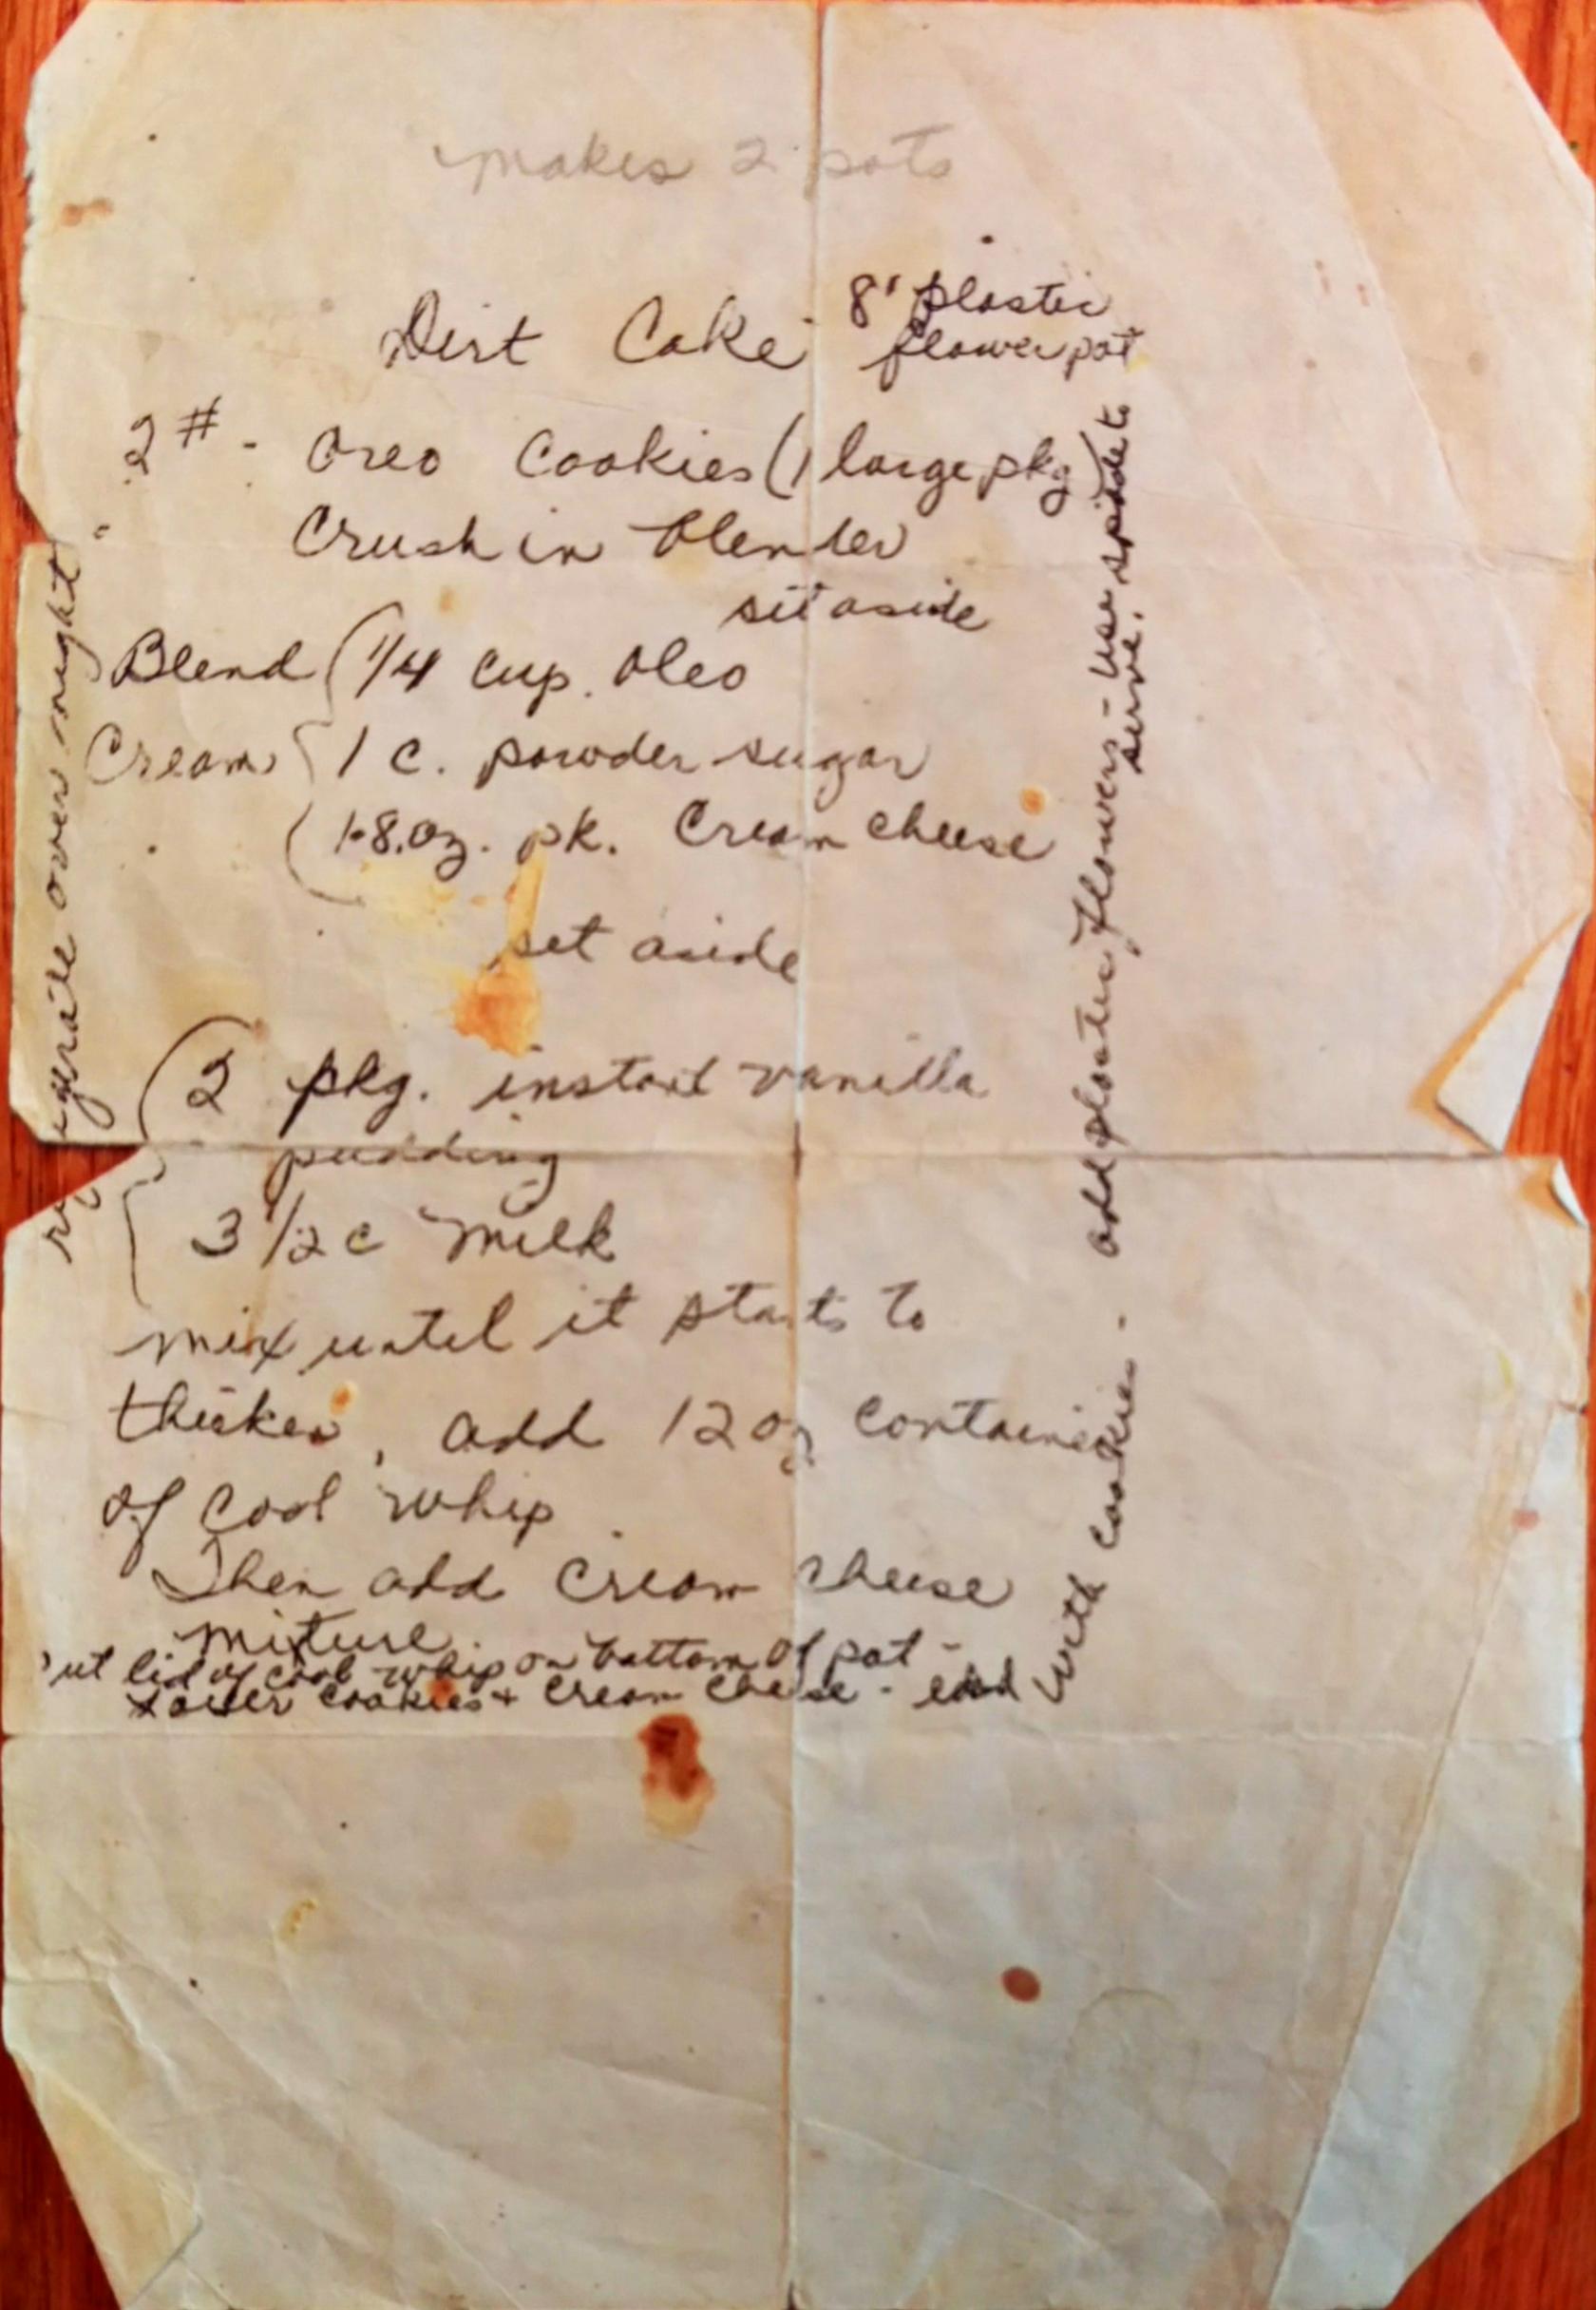 makes 2 pots
8" plastic
Dirt Cake flower pot
2# - Oreo Cookies (1 large pkg)
Crush in blender
set aside
Blend (1/4 cup. Oleo
Cream 1 c. powder sugar
1-8.oz. pk. Cream cheese
set aside
2 pkg. instant vanilla
pudding
3 1/2 c milk
mix until it starts to
thicken, add 12 oz container
of cool whip.
Then add cream cheese
mixture.
Put lid of cool whip on bottom of pot -
Layer cookies + cream cheese - end
with cookies - add plastic flowers - use spade to
serve.
refrigerate over night